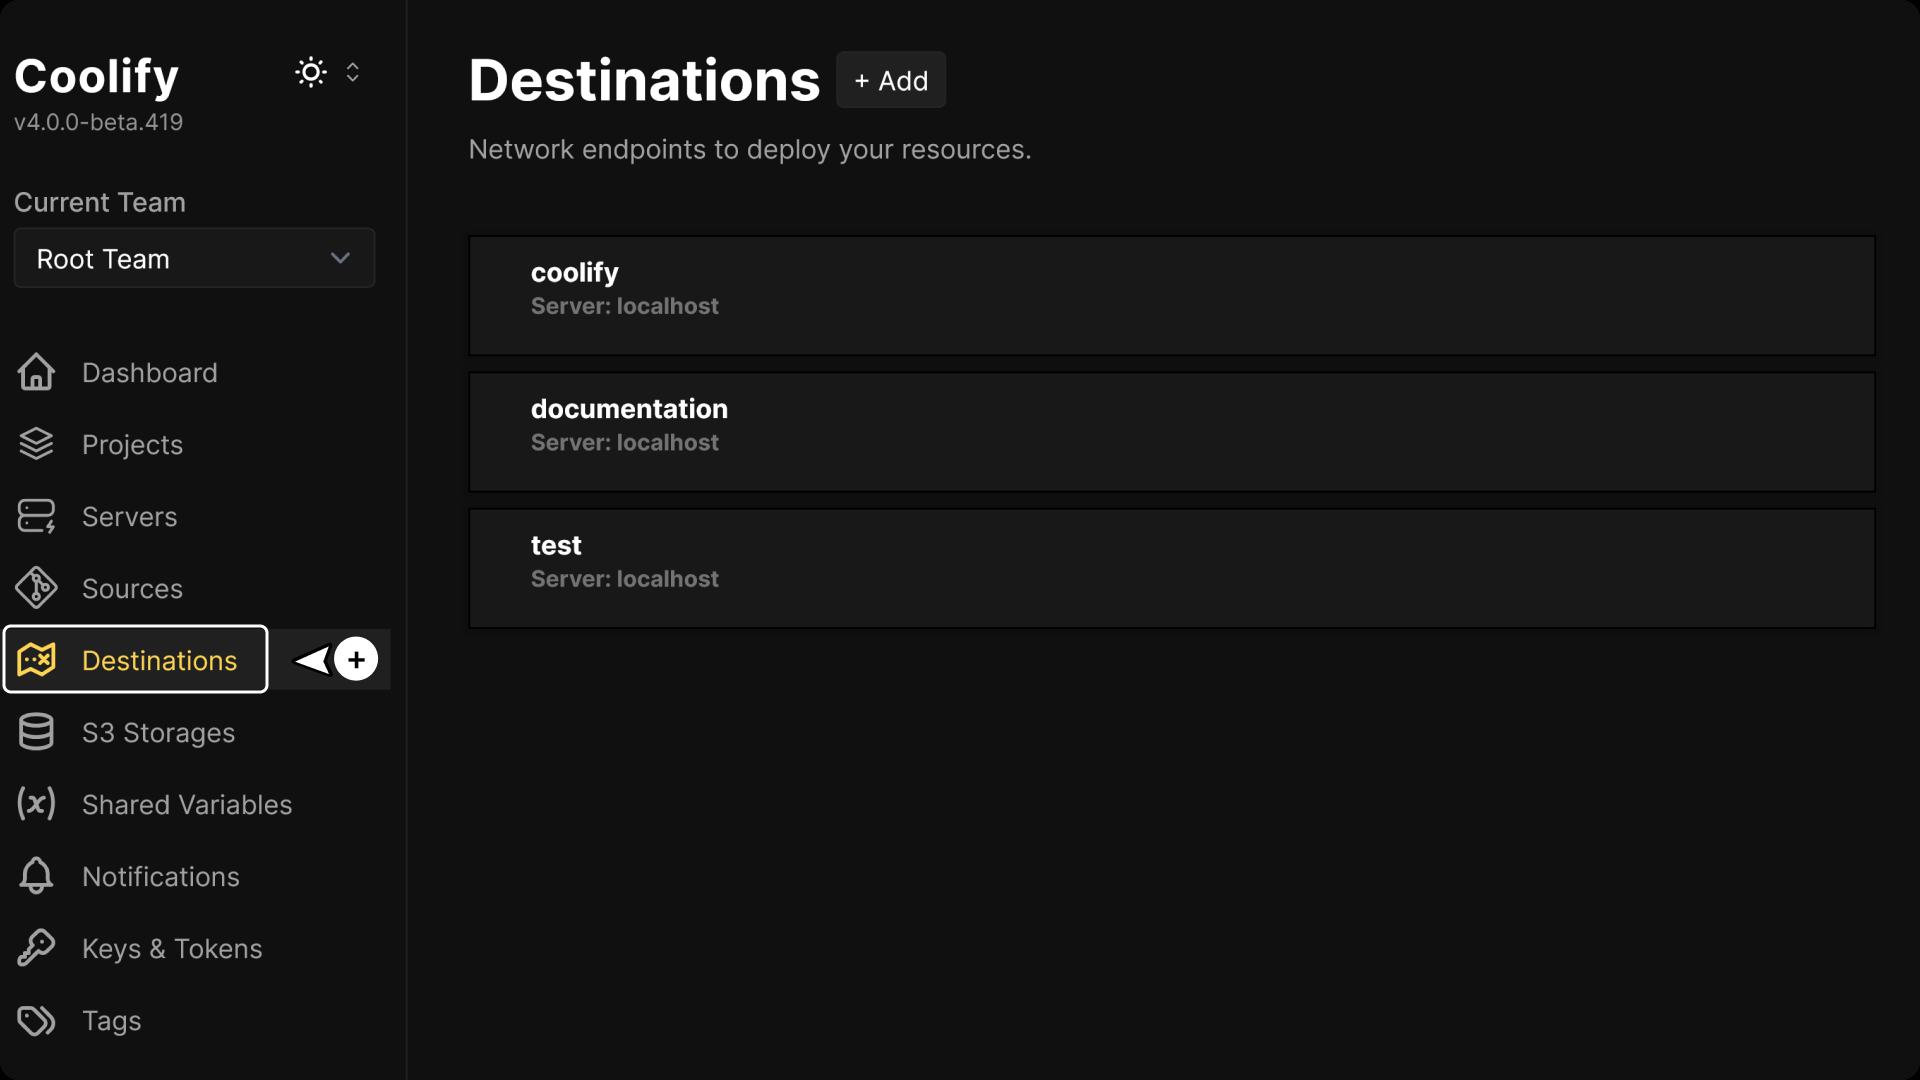 Coolify
v4.0.0-beta.419
Current Team
Root Team
Dashboard
Projects
Servers
Sources
Destinations
S3 Storages
Shared Variables
Notifications
Keys & Tokens
Tags
Destinations
+ Add
Network endpoints to deploy your resources.
coolify
Server: localhost
documentation
Server: localhost
test
Server: localhost